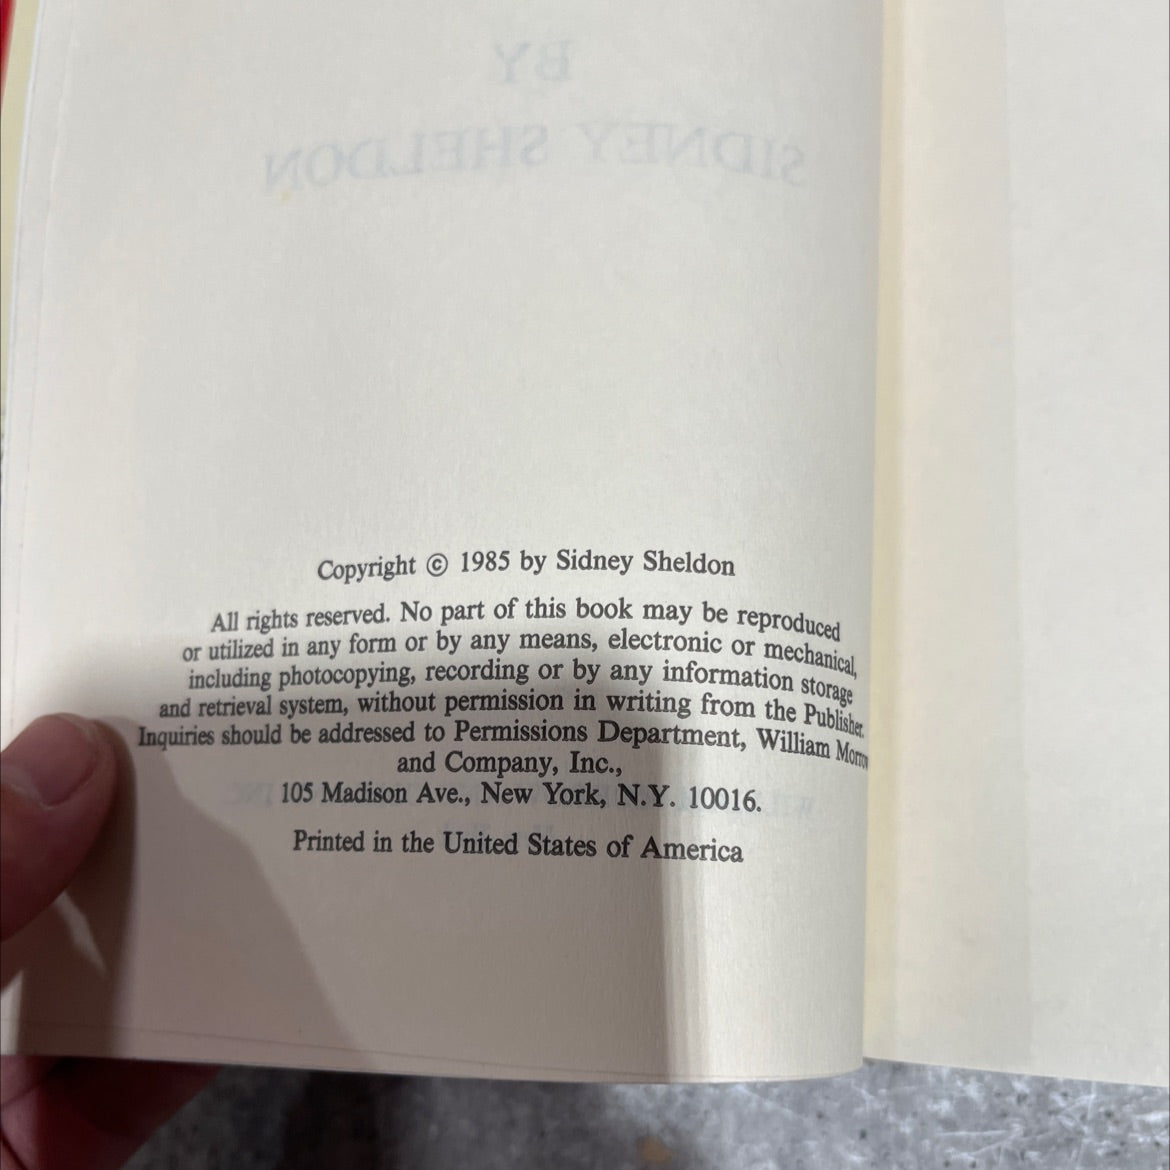 BY
SIDNEY SHELDON
Copyright © 1985 by Sidney Sheldon
All rights reserved. No part of this book may be reproduced
or utilized in any form or by any means, electronic or mechanical,
including photocopying, recording or by any information storage
and retrieval system, without permission in writing from the Publisher.
Inquiries should be addressed to Permissions Department, William Morrow
and Company, Inc.,
105 Madison Ave., New York, N.Y. 10016.
Printed in the United States of America